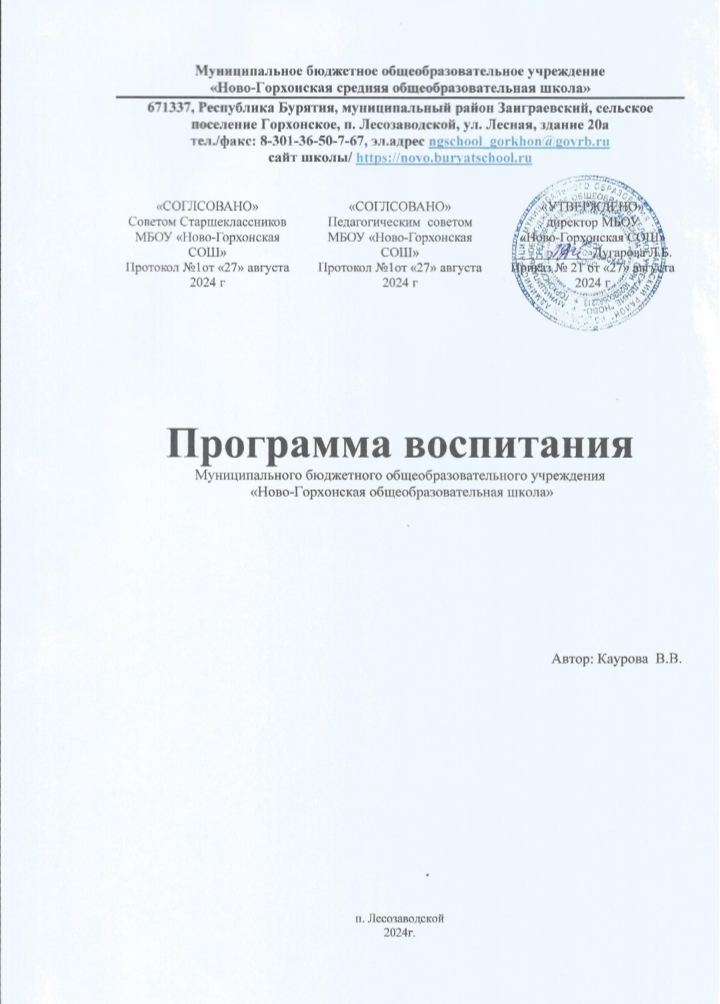 Муниципальное бюджетное общеобразовательное учреждение
«Ново-Горхонская средняя общеобразовательная школа»
671337, Республика Бурятия, муниципальный район Заиграевский, сельское
поселение Горхонское, п. Лесозаводской, ул. Лесная, здание 20а
тел./факс: 8-301-36-50-7-67, эл.адрес ngschool_gorkhon@govrb.ru
сайт школы/ https://novo.buryatschool.ru
«СОГЛСОВАНО»
Советом Старшеклассников
МБОУ «Ново-Горхонская
СОШ»
Протокол №1от «27» августа
2024 г
«СОГЛСОВАНО»
Педагогическим советом
МБОУ «Ново-Горхонская
СОШ»
Протокол №1от «27» августа
2024 г
«УТВЕРЖДЕНО»
директор МБОУ
«Ново-Горхонская СОШ»
Дугарова Л.Б.
Приказ № 21 от «27» августа
2024 г.
Программа воспитания
Муниципального бюджетного общеобразовательного учреждения
«Ново-Горхонская общеобразовательная школа»
Автор: Каурова В.В.
п. Лесозаводской
2024г.